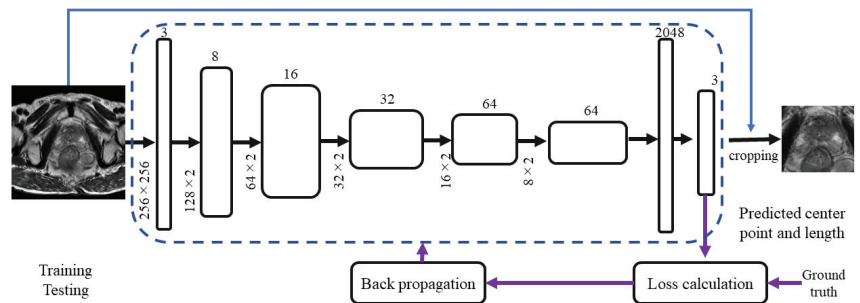 3
8
16
32
64
64
2048
3
256 × 256
128 × 2
64 × 2
32 × 2
16 × 2
8 × 2
cropping
Predicted center
point and length
Training
Testing
Back propagation
Loss calculation
Ground
truth